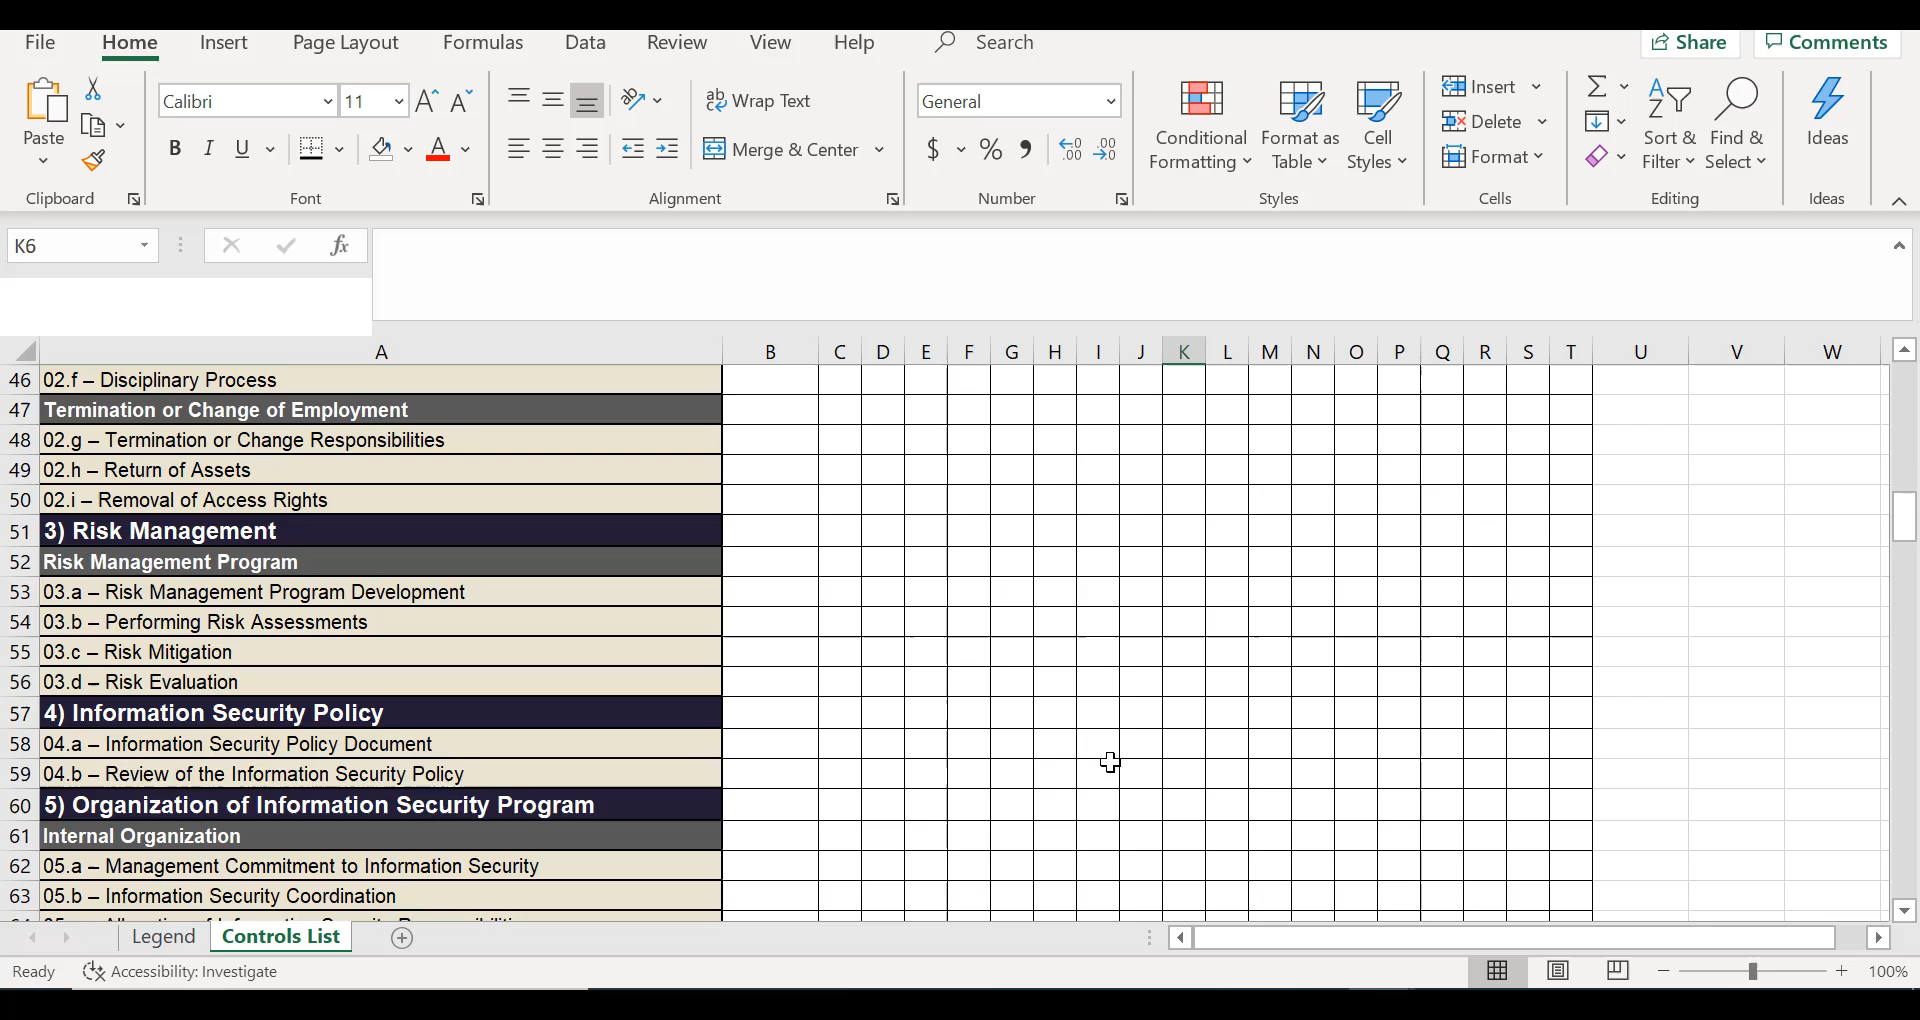 File Home Insert Page Layout Formulas Data Review View Help Search Share Comments
Paste
Clipboard
Calibri 11
B I U A
Font
ab Wrap Text
Merge & Center
Alignment
General
$ % 9 .00 .00
Number
Conditional Formatting
Format as Table
Cell Styles
Styles
Insert
Delete
Format
Cells
Sort & Filter
Find & Select
Editing
Ideas
Ideas
K6 fx
A B C D E F G H I J K L M N O P Q R S T U V W
46 02.f – Disciplinary Process
47 Termination or Change of Employment
48 02.g – Termination or Change Responsibilities
49 02.h – Return of Assets
50 02.i – Removal of Access Rights
51 3) Risk Management
52 Risk Management Program
53 03.a – Risk Management Program Development
54 03.b – Performing Risk Assessments
55 03.c – Risk Mitigation
56 03.d – Risk Evaluation
57 4) Information Security Policy
58 04.a – Information Security Policy Document
59 04.b – Review of the Information Security Policy
60 5) Organization of Information Security Program
61 Internal Organization
62 05.a – Management Commitment to Information Security
63 05.b – Information Security Coordination
Legend Controls List
Ready Accessibility: Investigate 100%